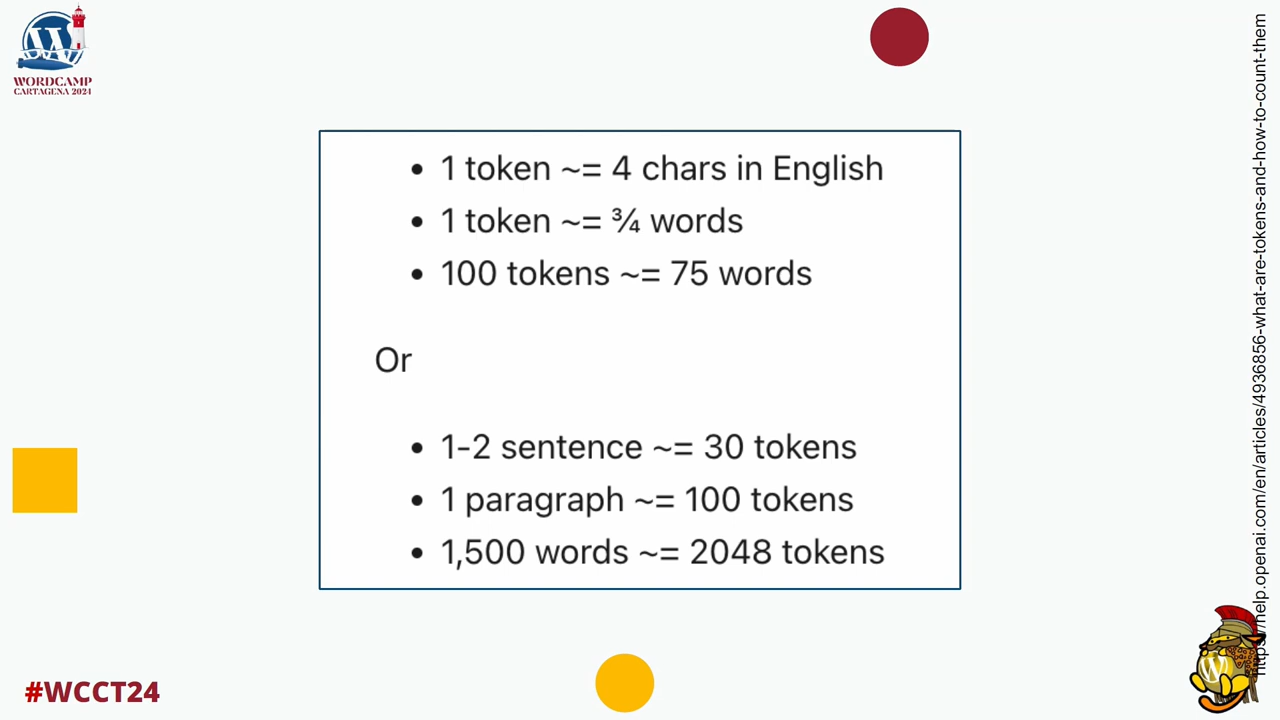 WORDCAMP
CARTAGENA 2024
• 1 token ~= 4 chars in English
• 1 token ~= ¾ words
• 100 tokens ~= 75 words
Or
• 1-2 sentence ~= 30 tokens
• 1 paragraph ~= 100 tokens
• 1,500 words ~= 2048 tokens
#WCCT24
https://help.openai.com/en/articles/4936856-what-are-tokens-and-how-to-count-them